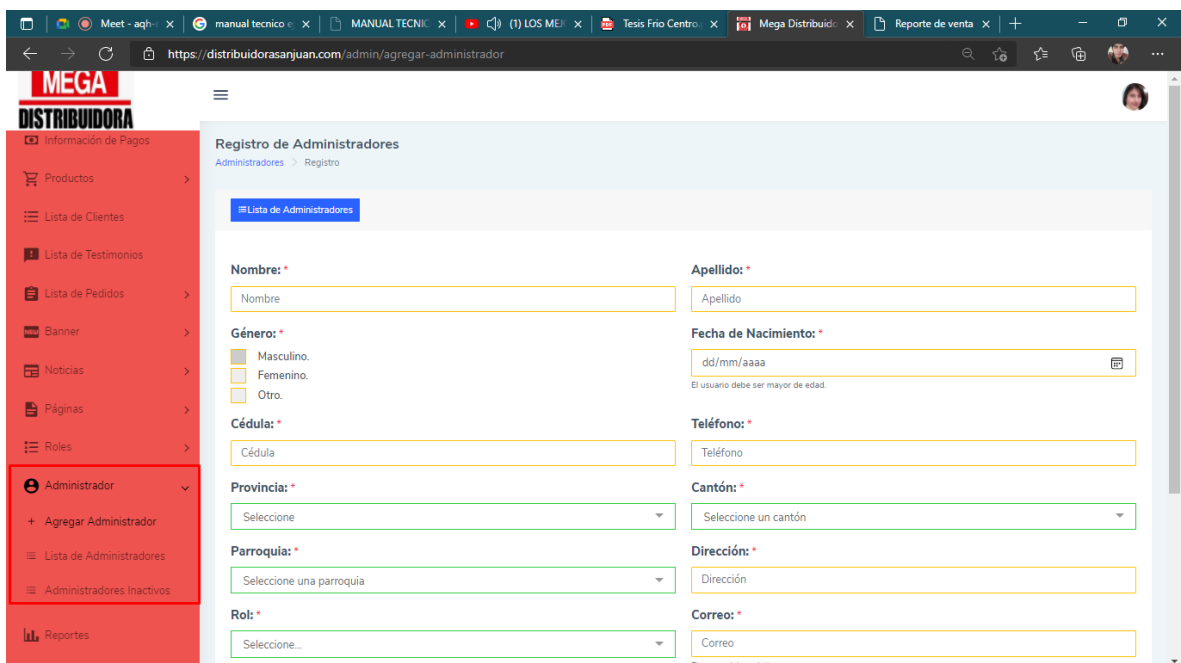 Meet - aqh-
manual tecnico
MANUAL TECNIC
(1) LOS MEJ
Tesis Frio Centro
Mega Distribuido
Reporte de venta
https://distribuidorasanjuan.com/admin/agregar-administrador
MEGA
DISTRIBUIDORA
Información de Pagos
Productos
Lista de Clientes
Lista de Testimonios
Lista de Pedidos
NEW Banner
Noticias
Páginas
Roles
Administrador
+ Agregar Administrador
Lista de Administradores
Administradores Inactivos
Reportes
Registro de Administradores
Administradores > Registro
Lista de Administradores
Nombre: * Apellido: *
Nombre Apellido
Género: * Fecha de Nacimiento: *
Masculino. dd/mm/aaaa
Femenino. El usuario debe ser mayor de edad.
Otro.
Cédula: * Teléfono: *
Cédula Teléfono
Provincia: * Cantón: *
Seleccione Seleccione un cantón
Parroquia: * Dirección: *
Seleccione una parroquia Dirección
Rol: * Correo: *
Seleccione... Correo